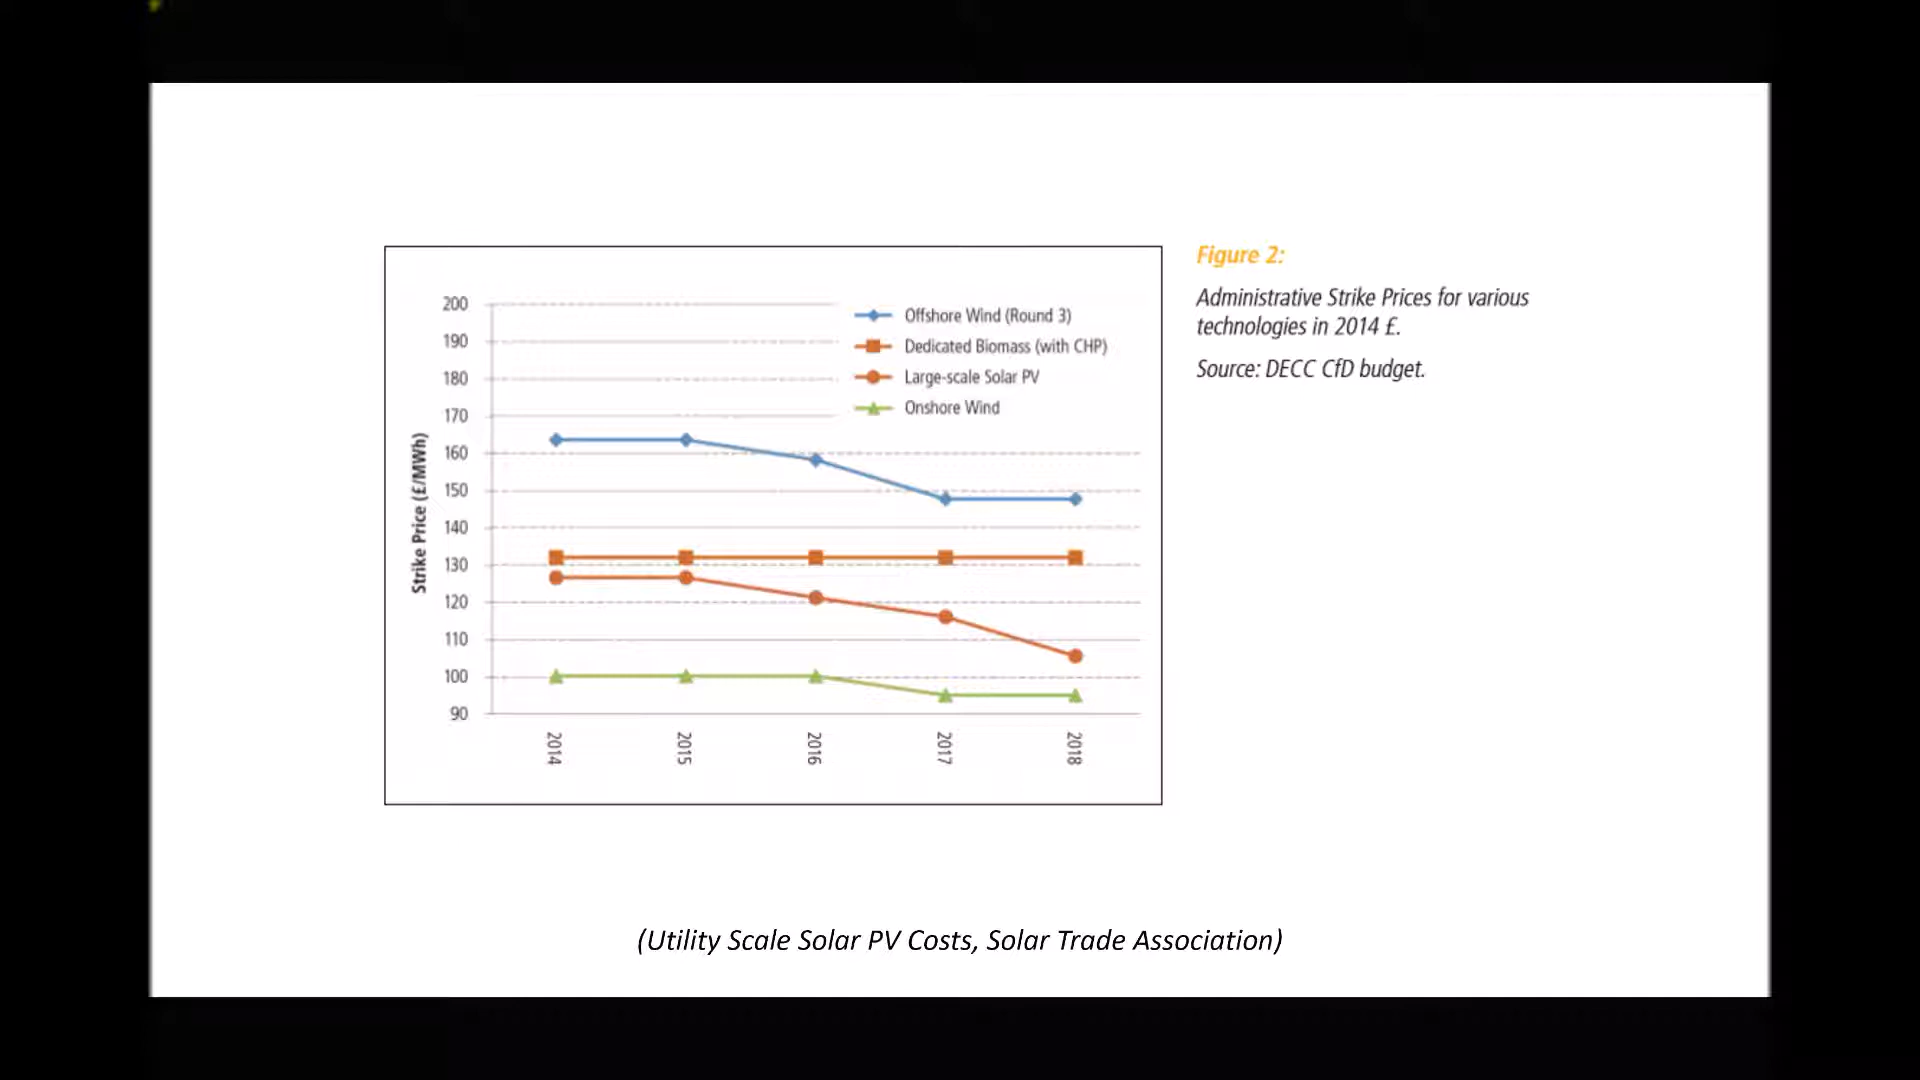 200
190
180
170
160
150
140
130
120
110
100
90
Strike Price (£/MWh)
2014
2015
2016
2017
2018
Offshore Wind (Round 3)
Dedicated Biomass (with CHP)
Large-scale Solar PV
Onshore Wind
Figure 2:
Administrative Strike Prices for various
technologies in 2014 £.
Source: DECC CfD budget.
(Utility Scale Solar PV Costs, Solar Trade Association)